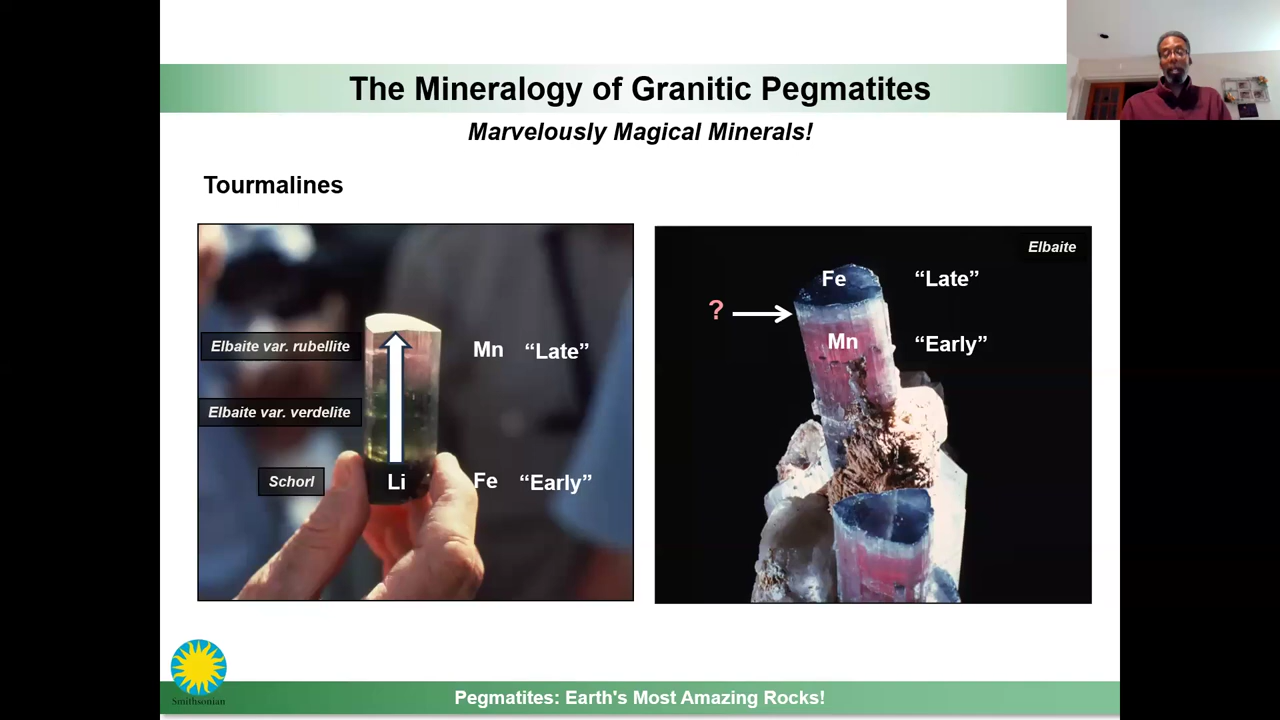 The Mineralogy of Granitic Pegmatites
Marvelously Magical Minerals!
Tourmalines
Elbaite var. rubellite
Mn "Late"
Elbaite var. verdelite
Schorl
Li
Fe "Early"
Elbaite
Fe "Late"
?
Mn "Early"
Smithsonian
Pegmatites: Earth's Most Amazing Rocks!